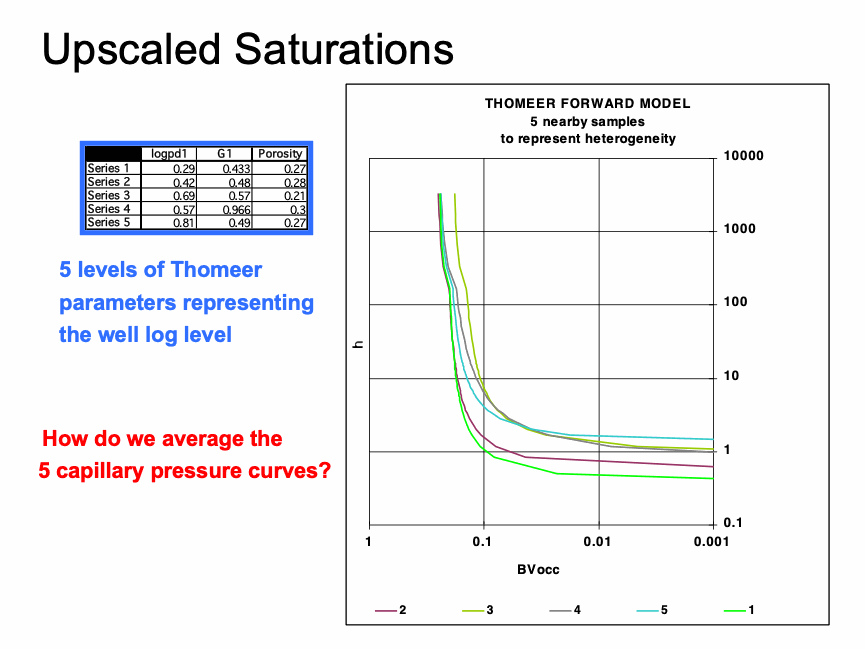 Upscaled Saturations
logpd1 G1 Porosity
Series 1 0.29 0.433 0.27
Series 2 0.42 0.48 0.28
Series 3 0.69 0.57 0.21
Series 4 0.57 0.966 0.3
Series 5 0.81 0.49 0.27
5 levels of Thomeer
parameters representing
the well log level
How do we average the
5 capillary pressure curves?
THOMEER FORWARD MODEL
5 nearby samples
to represent heterogeneity
10000
1000
100
h
10
1
0.1
1 0.1 0.01 0.001
BVocc
2 3 4 5 1